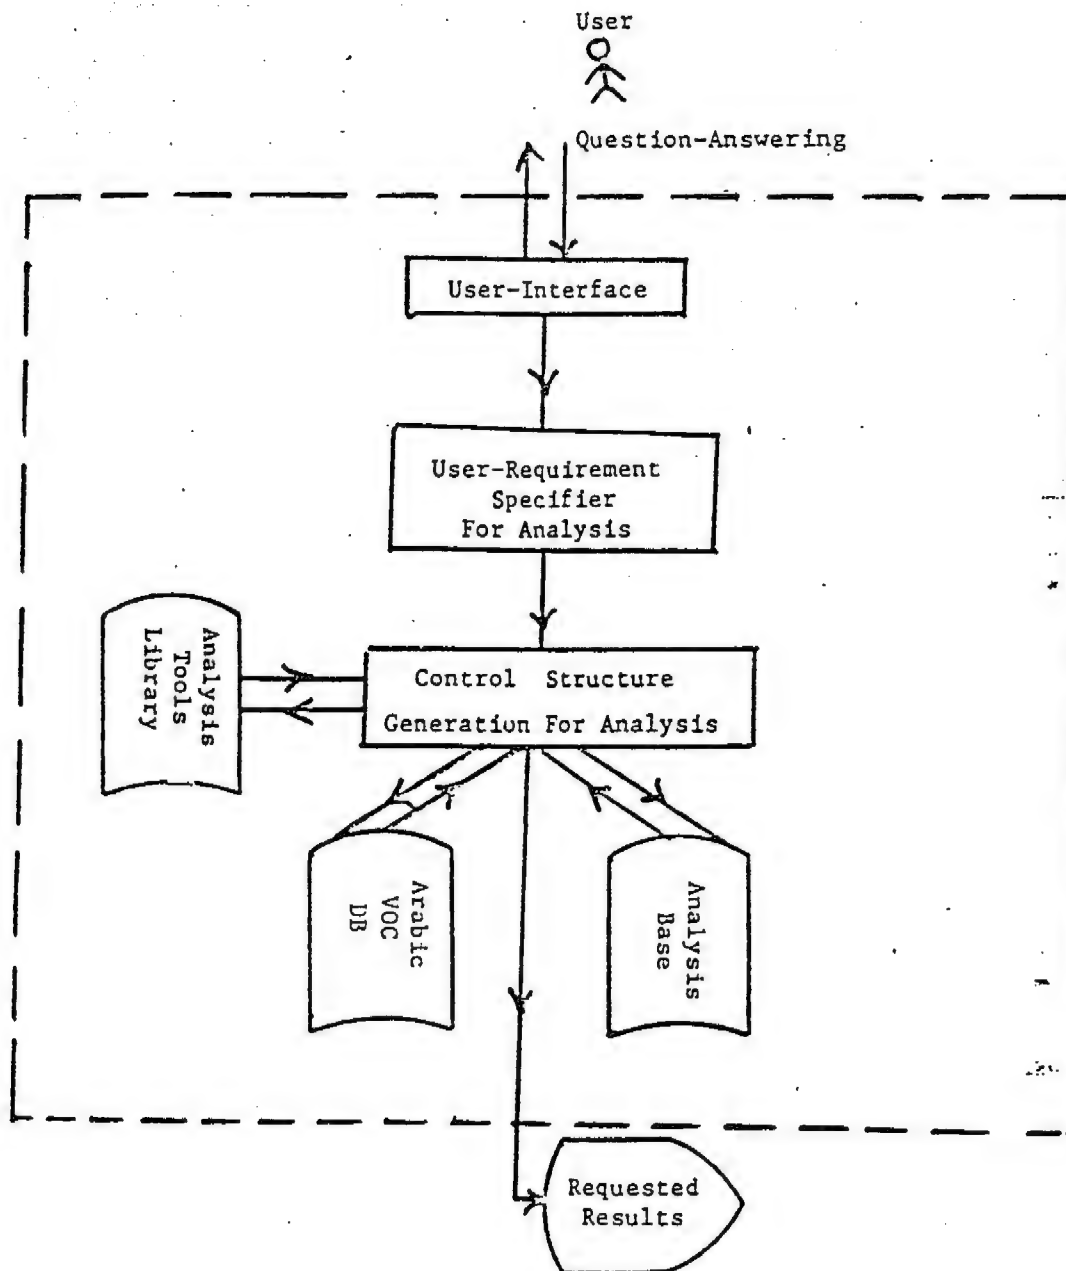 User
Question-Answering
User-Interface
User-Requirement
Specifier
For Analysis
Analysis
Tools
Library
Control Structure
Generation For Analysis
Arabic
VOC
DB
Analysis
Base
Requested
Results